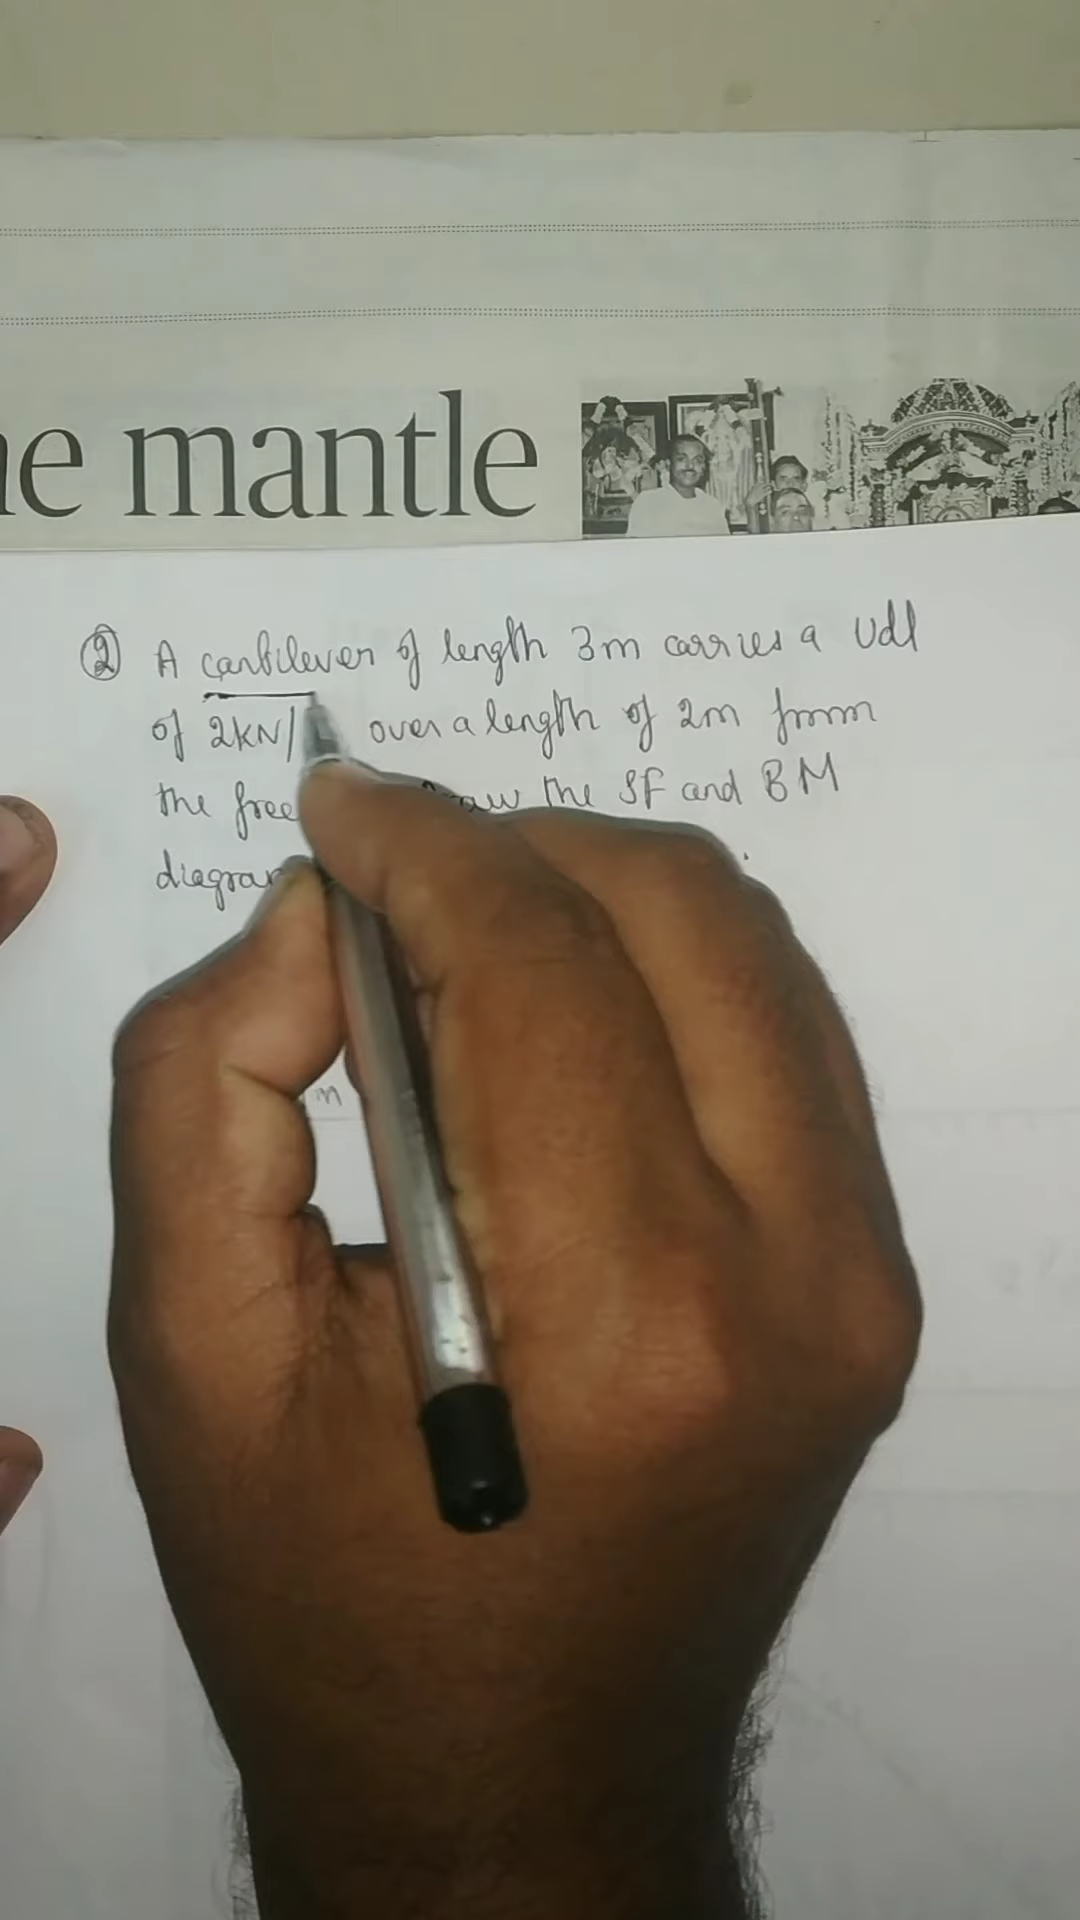 he mantle
② A cantilever of length 3m carries a Udl
of 2KN/ over a length of 2m from
the free the SF and BM
m